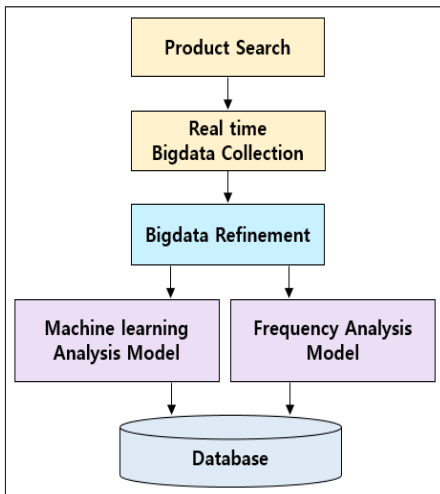 Product Search
Real time
Bigdata Collection
Bigdata Refinement
Machine learning
Analysis Model
Frequency Analysis
Model
Database